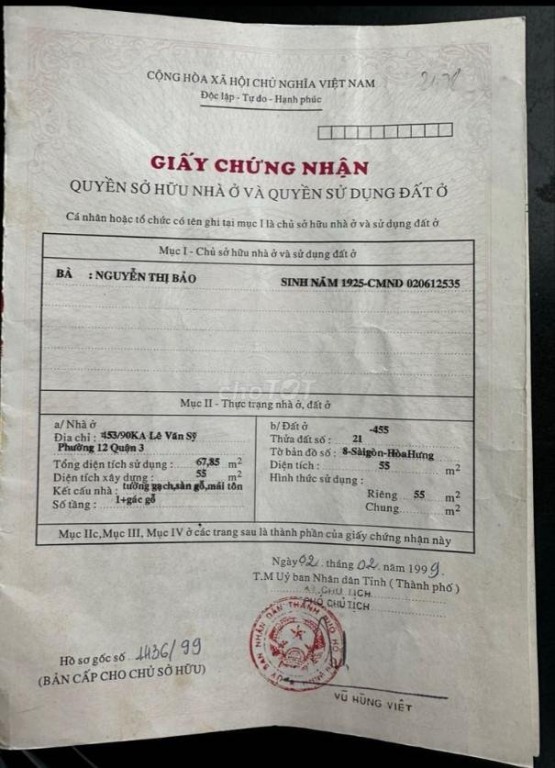 CỘNG HÒA XÃ HỘI CHỦ NGHĨA VIỆT NAM
Độc lập - Tự do - Hạnh phúc
GIẤY CHỨNG NHẬN
QUYỀN SỞ HỮU NHÀ Ở VÀ QUYỀN SỬ DỤNG ĐẤT Ở
Cá nhân hoặc tổ chức có tên ghi tại mục I là chủ sở hữu nhà ở và sử dụng đất ở
Mục I - Chủ sở hữu nhà ở và sử dụng đất ở
BÀ : NGUYỄN THỊ BẢO SINH NĂM 1925-CMND 020612535
choTỐT
Mục II - Thực trạng nhà ở, đất ở
a/ Nhà ở
Địa chỉ : 453/90KA Lê Văn Sỹ
Phường 12 Quận 3
Tổng diện tích sử dụng : 67,85 m2
Diện tích xây dựng : 55 m2
Kết cấu nhà : tường gạch,sàn gỗ,mái tôn
Số tầng : 1+gác gỗ
b/ Đất ở -455
Thửa đất số : 21
Tờ bản đồ số : 8-Sàigòn-HòaHưng
Diện tích : 55 m2
Hình thức sử dụng :
Riêng 55 m2
Chung m2
Mục IIc, Mục III, Mục IV ở các trang sau là thành phần của giấy chứng nhận này
Ngày 02 tháng 02 năm 1999.
T.M Uỷ ban Nhân dân Tỉnh ( Thành phố )
KT.CHỦ TỊCH
PHÓ CHỦ TỊCH
Hồ sơ gốc số 1436/99
(BẢN CẤP CHO CHỦ SỞ HỮU)
VŨ HÙNG VIỆT